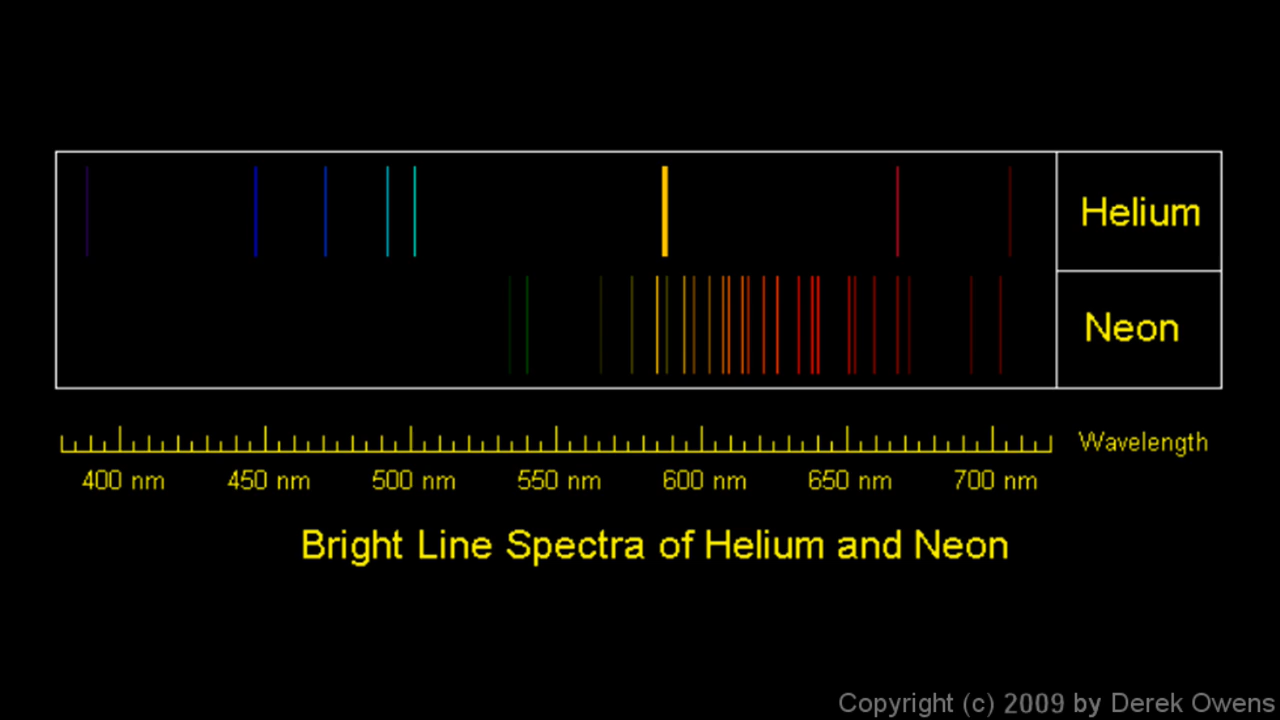 Helium
Neon
Wavelength
400 nm 450 nm 500 nm 550 nm 600 nm 650 nm 700 nm
Bright Line Spectra of Helium and Neon
Copyright (c) 2009 by Derek Owens